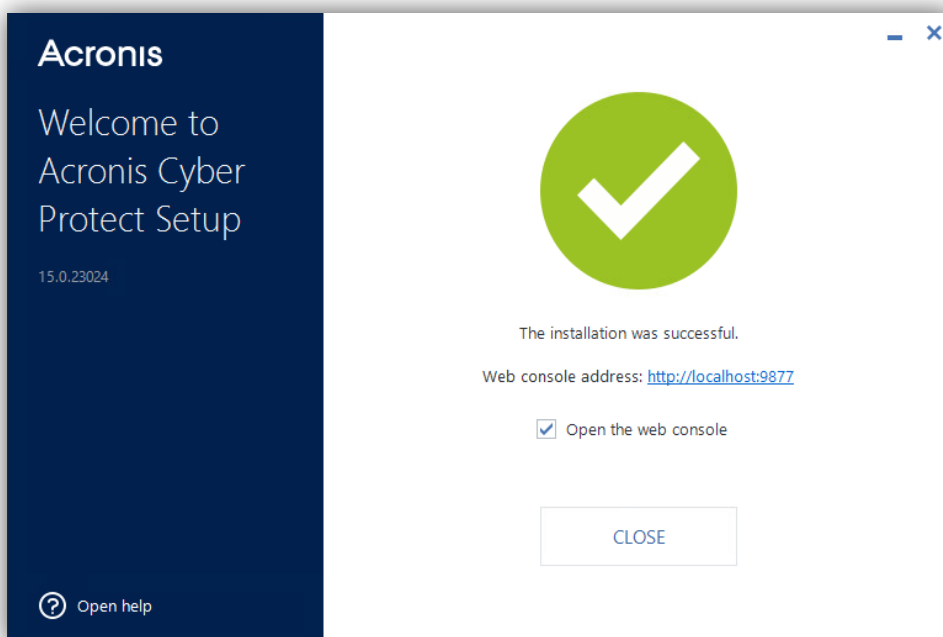 Acronis
Welcome to
Acronis Cyber
Protect Setup
15.0.23024
Open help
The installation was successful.
Web console address: http://localhost:9877
Open the web console
CLOSE